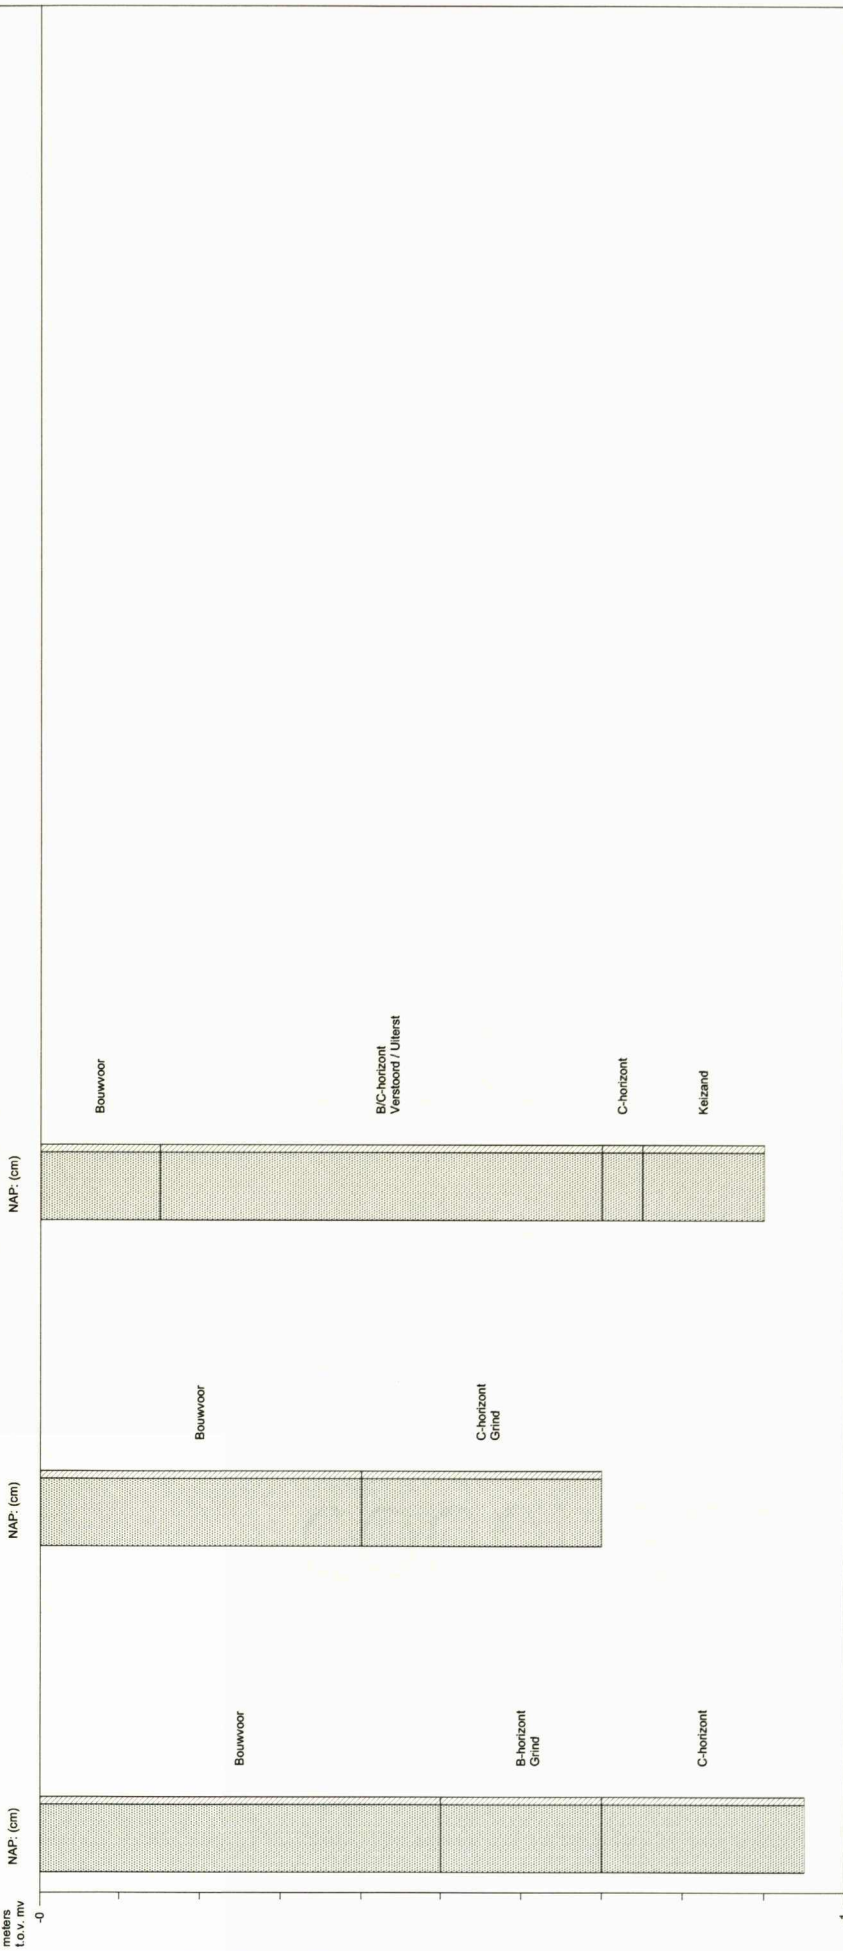 meters
t.o.v. mv
-0
NAP: (cm)
Bouwvoor
B-horizont
Grind
C-horizont
NAP: (cm)
Bouwvoor
C-horizont
Grind
NAP: (cm)
Bouwvoor
B/C-horizont
Verstoord / Uiterst
C-horizont
Keizand